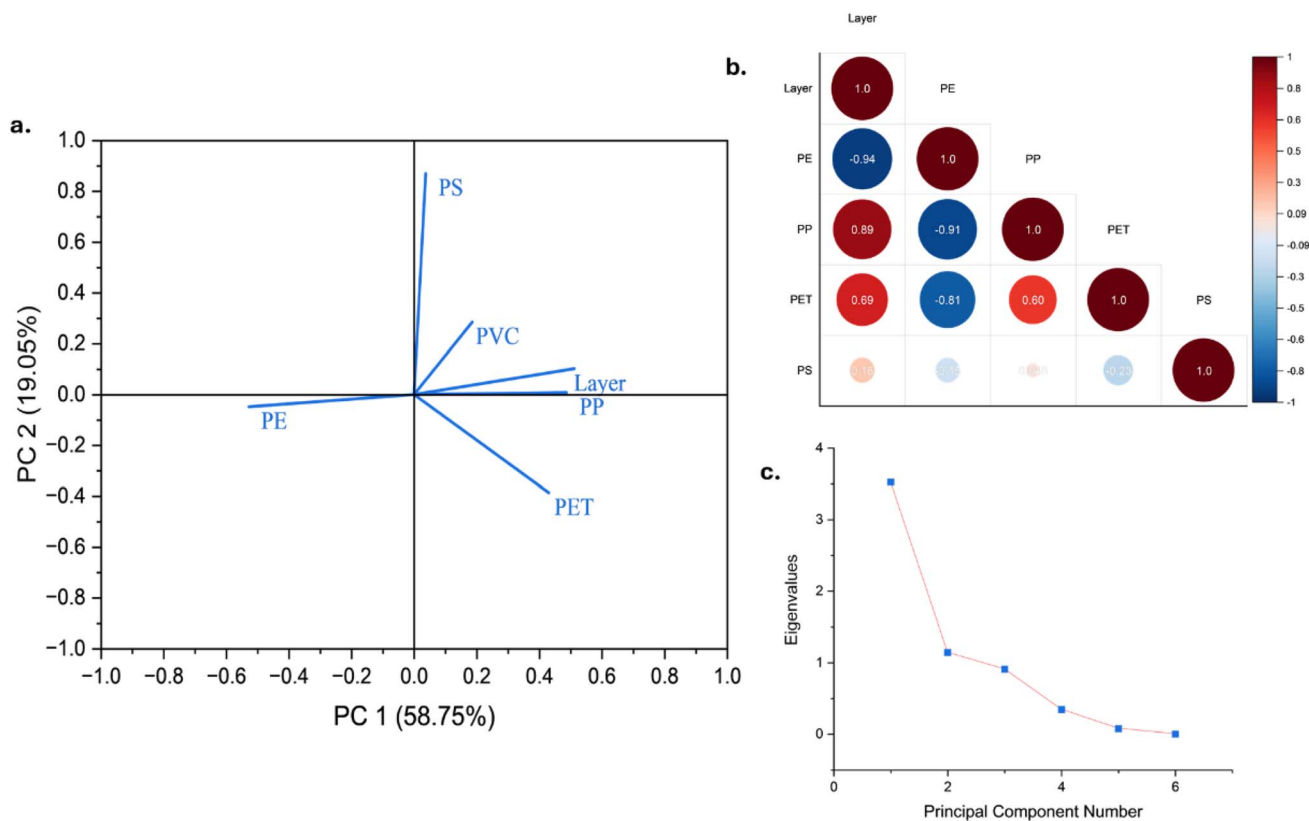 a.
1.0
0.8
0.6
0.4
0.2
0.0
−0.2
−0.4
−0.6
−0.8
−1.0
PC 2 (19.05%)
PS
PVC
Layer
PP
PE
PET
−1.0 −0.8 −0.6 −0.4 −0.2 0.0 0.2 0.4 0.6 0.8 1.0
PC 1 (58.75%)
b.
Layer
Layer 1.0 PE
PE -0.94 1.0 PP
PP 0.89 -0.91 1.0 PET
PET 0.69 -0.81 0.60 1.0 PS
PS 0.16 -0.23 1.0
1
0.8
0.6
0.5
0.3
0.09
-0.09
-0.3
-0.5
-0.6
-0.8
-1
c.
4
3
2
1
0
Eigenvalues
0 2 4 6
Principal Component Number